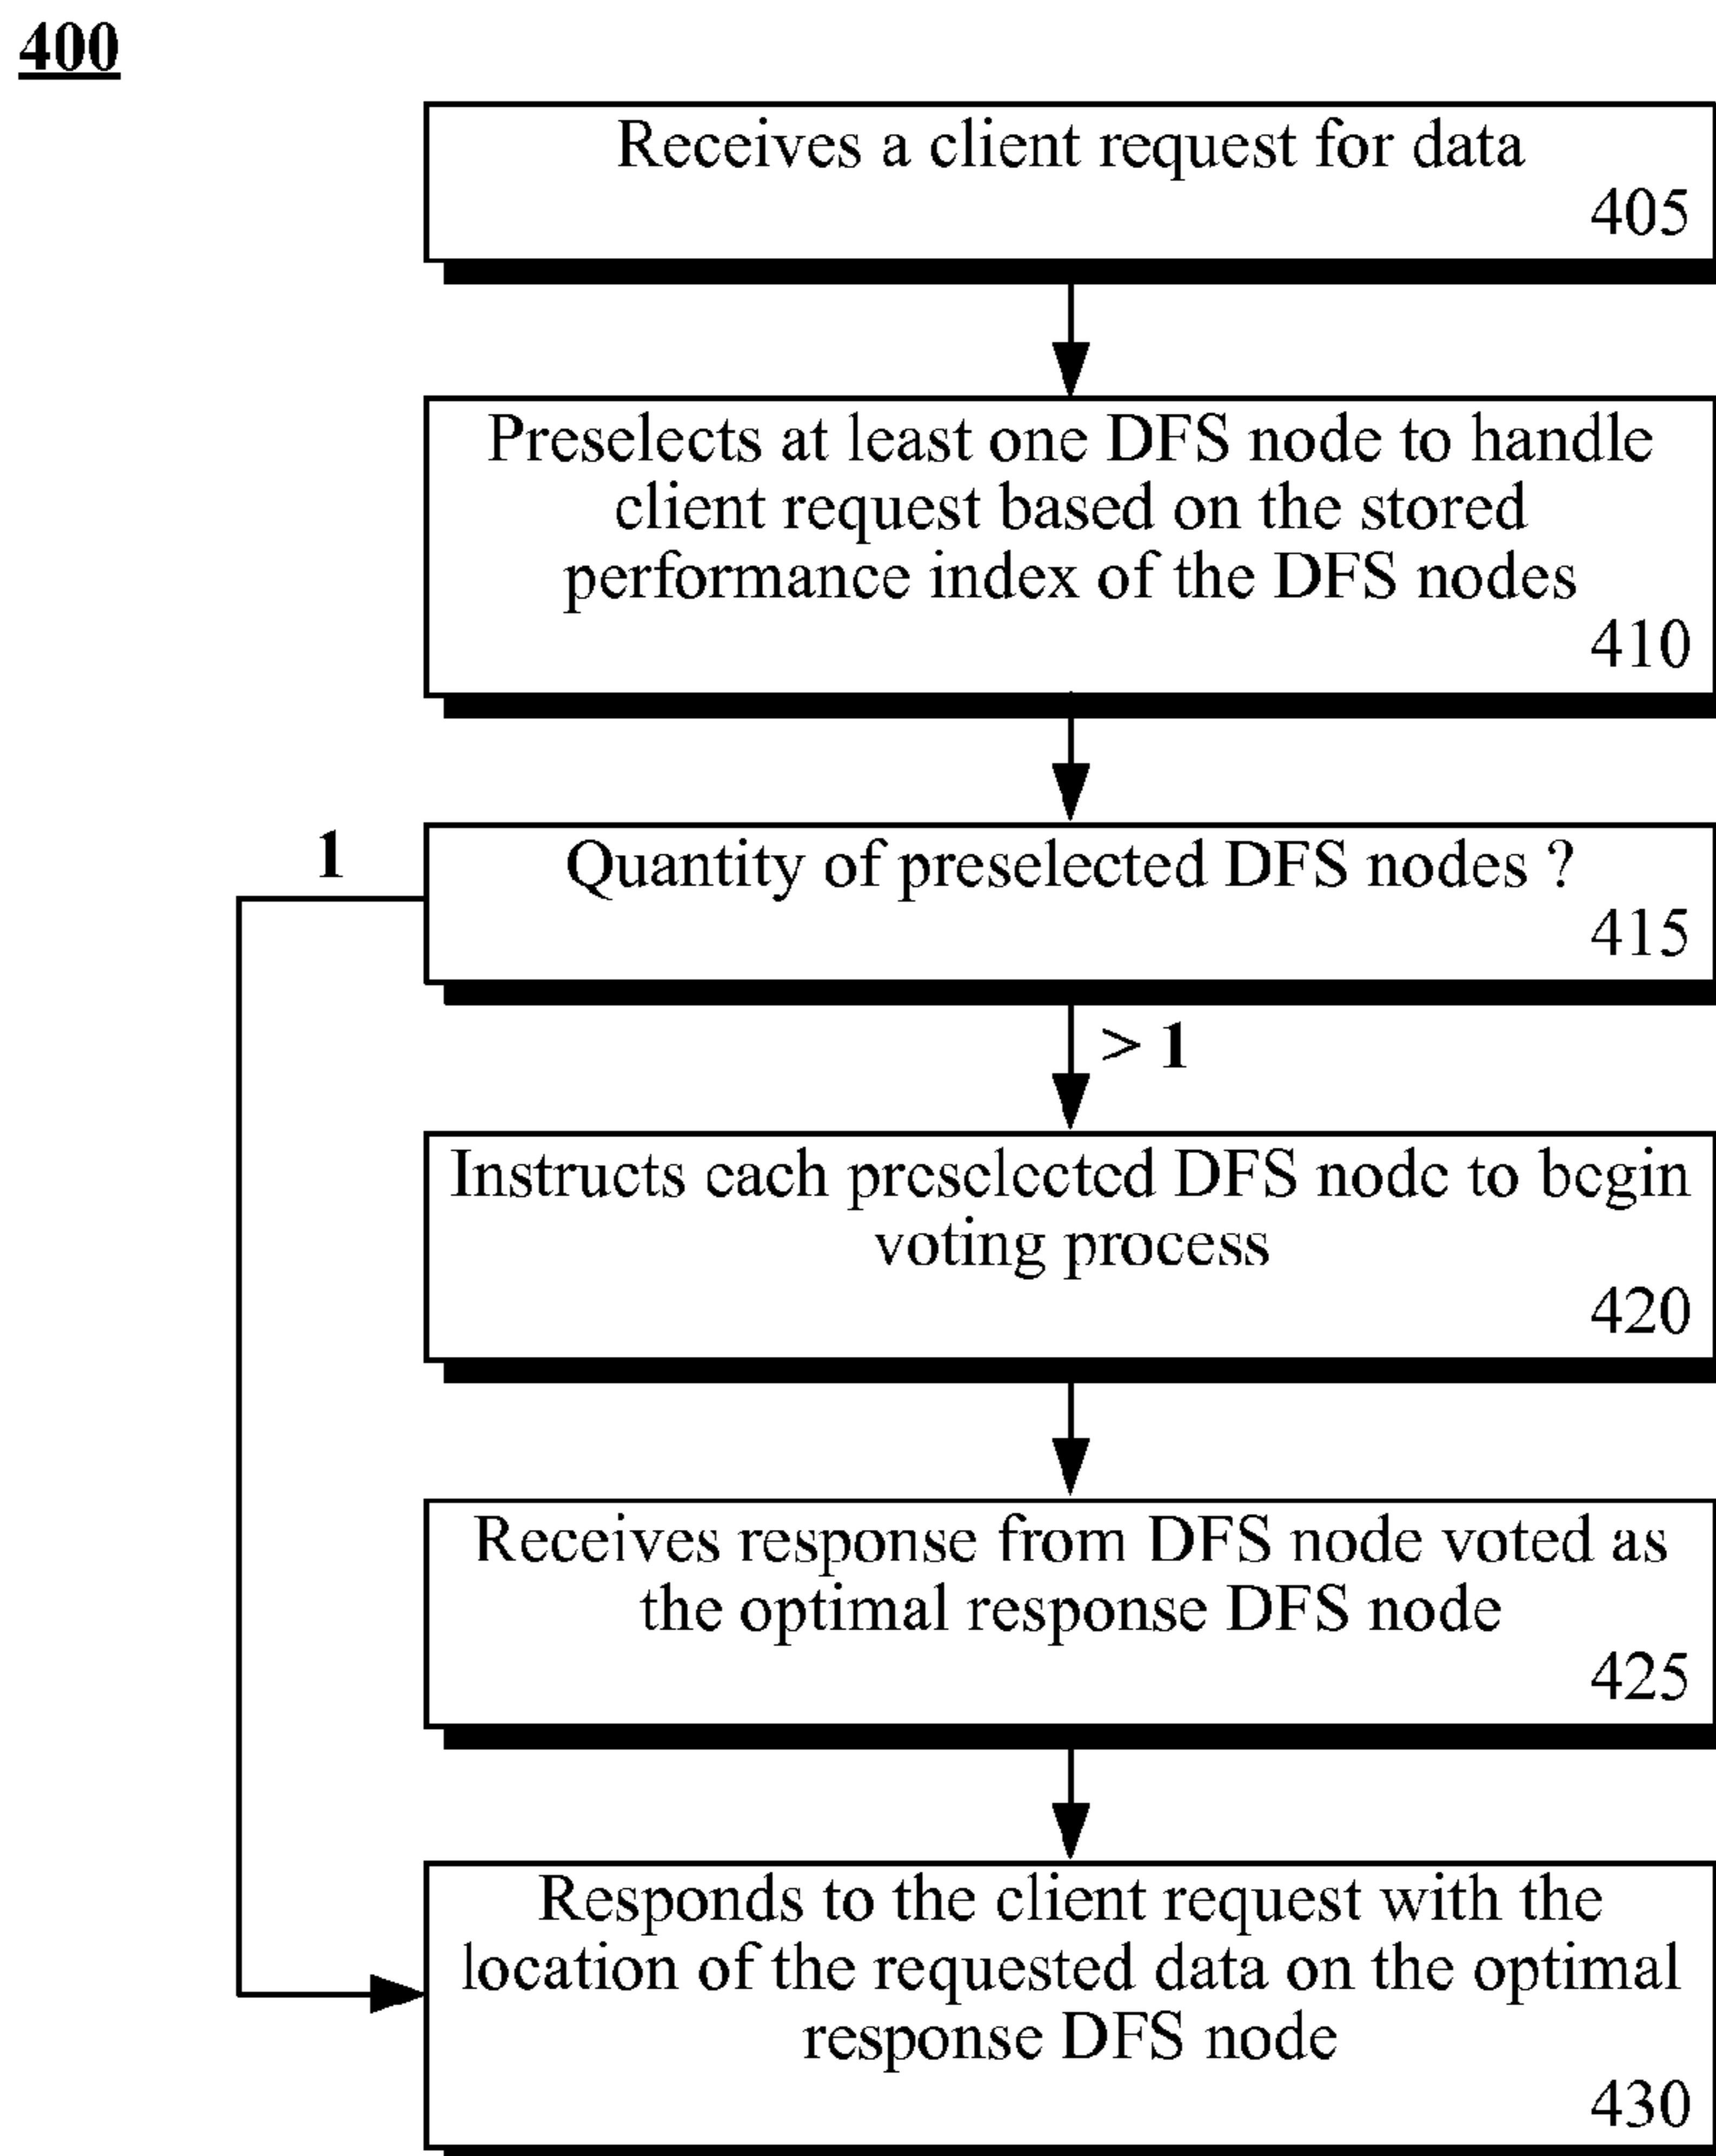 400
Receives a client request for data
405
Preselects at least one DFS node to handle
client request based on the stored
performance index of the DFS nodes
410
1
Quantity of preselected DFS nodes ?
415
> 1
Instructs each preselected DFS node to begin
voting process
420
Receives response from DFS node voted as
the optimal response DFS node
425
Responds to the client request with the
location of the requested data on the optimal
response DFS node
430